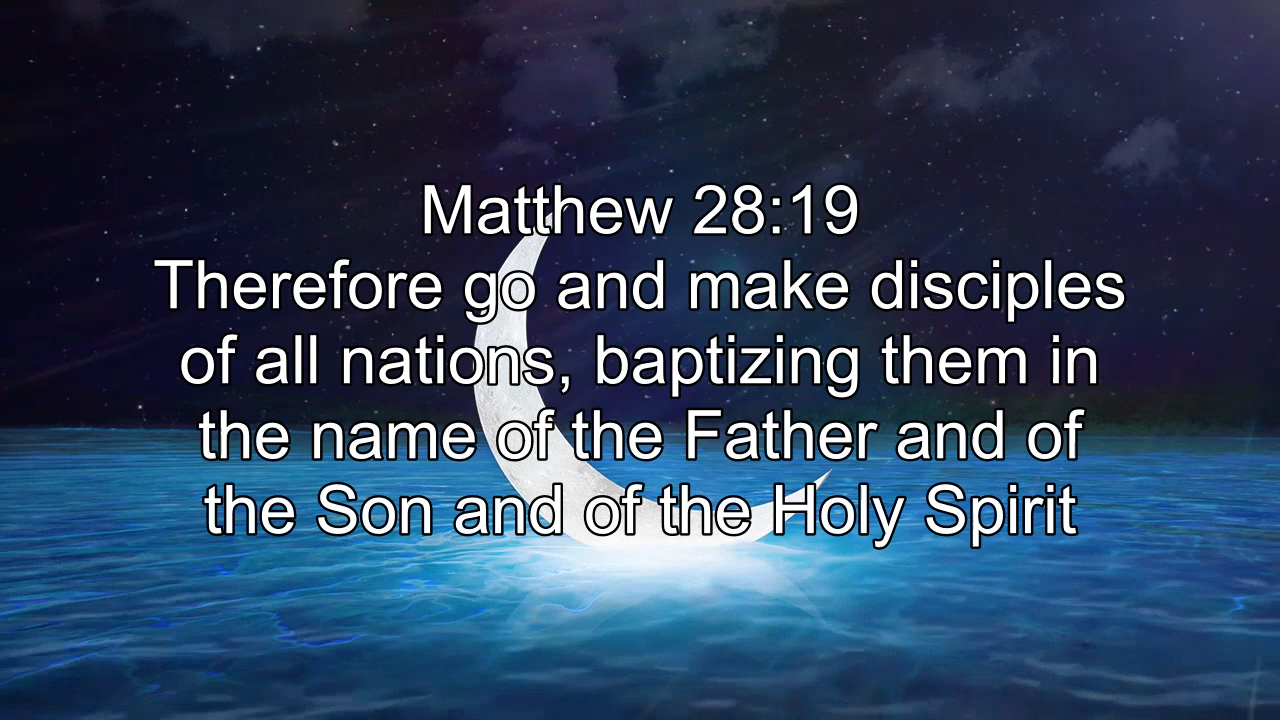 Matthew 28:19
Therefore go and make disciples
of all nations, baptizing them in
the name of the Father and of
the Son and of the Holy Spirit